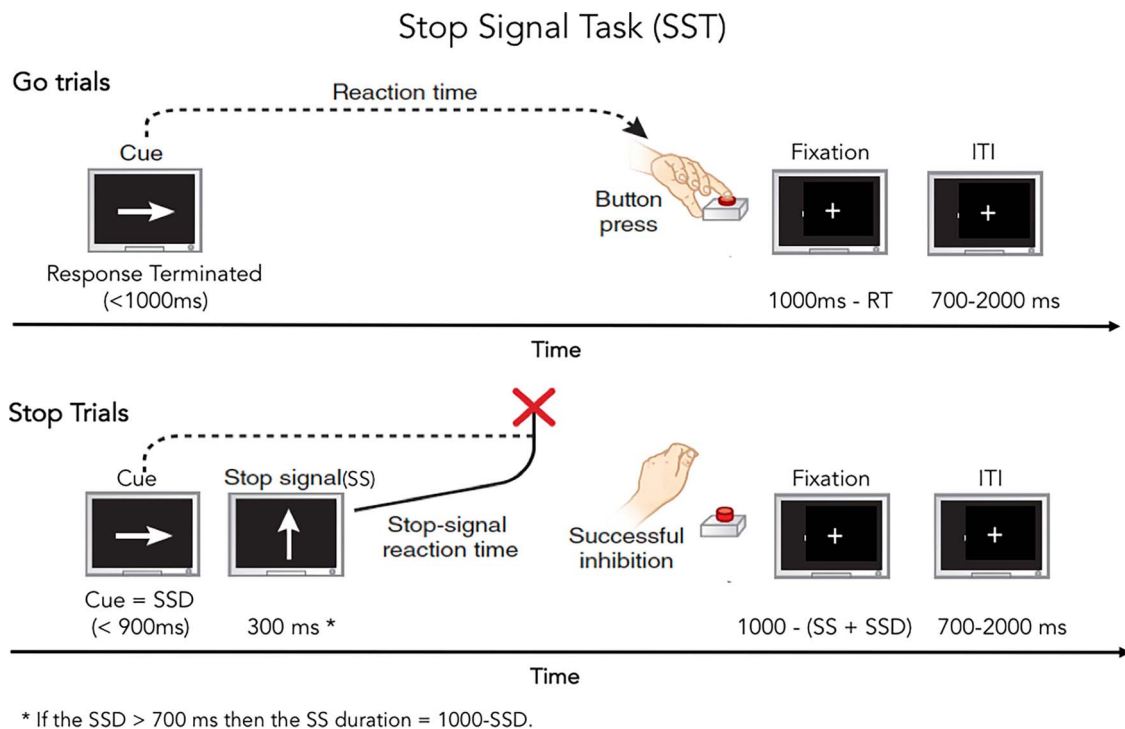 Stop Signal Task (SST)
Go trials
Reaction time
Cue
Fixation
ITI
Button
press
Response Terminated
(<1000ms)
1000ms - RT
700-2000 ms
Time
Stop Trials
Cue
Stop signal(SS)
Fixation
ITI
Stop-signal
reaction time
Successful
inhibition
Cue = SSD
(< 900ms)
300 ms *
1000 - (SS + SSD)
700-2000 ms
Time
* If the SSD > 700 ms then the SS duration = 1000-SSD.